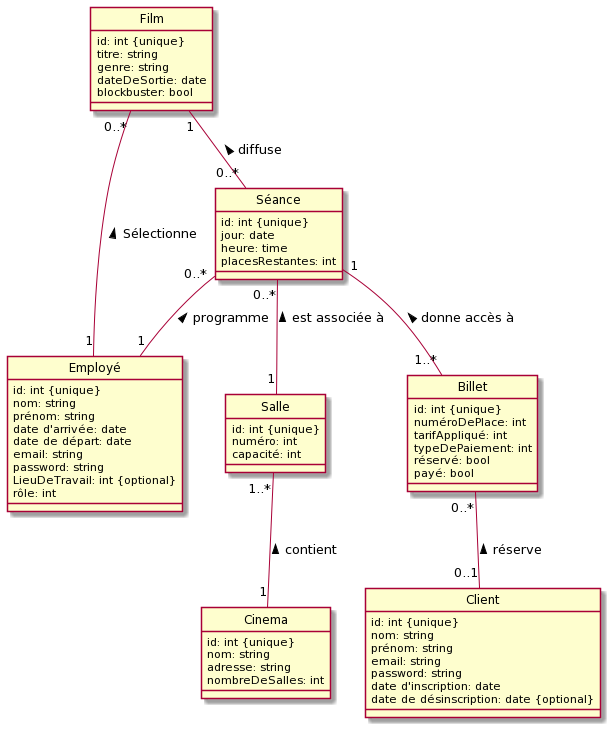 Film
id: int {unique}
titre: string
genre: string
dateDeSortie: date
blockbuster: bool
0..*
1
diffuse
0..*
Séance
id: int {unique}
jour: date
heure: time
placesRestantes: int
Sélectionne
0..*
0..*
1
programme
est associée à
donne accès à
1
1
1
1..*
Employé
id: int {unique}
nom: string
prénom: string
date d'arrivée: date
date de départ: date
email: string
password: string
LieuDeTravail: int {optional}
rôle: int
Salle
id: int {unique}
numéro: int
capacité: int
Billet
id: int {unique}
numéroDePlace: int
tarifAppliqué: int
typeDePaiement: int
réservé: bool
payé: bool
1..*
0..*
contient
réserve
1
0..1
Cinema
id: int {unique}
nom: string
adresse: string
nombreDeSalles: int
Client
id: int {unique}
nom: string
prénom: string
email: string
password: string
date d'inscription: date
date de désinscription: date {optional}